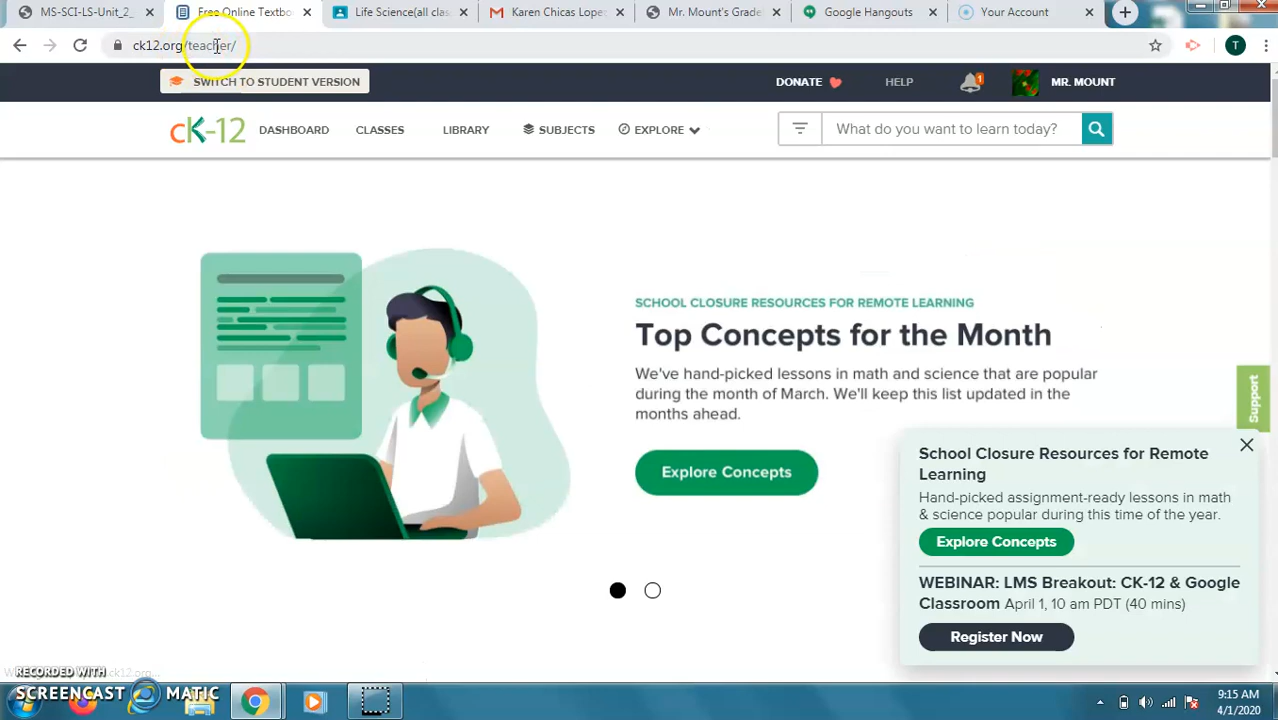 MS-SCI-LS-Unit_2_
Free Online Textbo
Life Science(all clas
Karen Chicas Lopez
Mr. Mount's Grade
Google Hangouts
Your Account
ck12.org/teacher/
T
SWITCH TO STUDENT VERSION
DONATE
HELP
1
MR. MOUNT
cK-12
DASHBOARD
CLASSES
LIBRARY
SUBJECTS
EXPLORE
What do you want to learn today?
SCHOOL CLOSURE RESOURCES FOR REMOTE LEARNING
Top Concepts for the Month
We've hand-picked lessons in math and science that are popular
during the month of March. We'll keep this list updated in the
months ahead.
Explore Concepts
Support
School Closure Resources for Remote
Learning
Hand-picked assignment-ready lessons in math
& science popular during this time of the year.
Explore Concepts
WEBINAR: LMS Breakout: CK-12 & Google
Classroom April 1, 10 am PDT (40 mins)
Register Now
RECORDED WITH
SCREENCAST MATIC
9:15 AM
4/1/2020